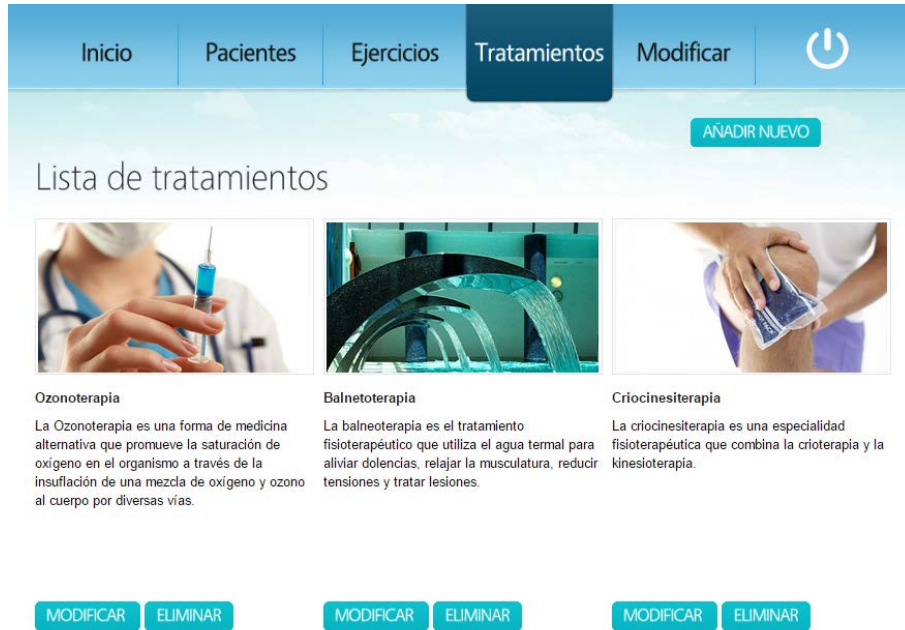 Inicio Pacientes Ejercicios Tratamientos Modificar
AÑADIR NUEVO
Lista de tratamientos
Ozonoterapia
La Ozonoterapia es una forma de medicina
alternativa que promueve la saturación de
oxígeno en el organismo a través de la
insuflación de una mezcla de oxígeno y ozono
al cuerpo por diversas vías.
Balnetoterapia
La balneoterapia es el tratamiento
fisioterapéutico que utiliza el agua termal para
aliviar dolencias, relajar la musculatura, reducir
tensiones y tratar lesiones.
Criocinesiterapia
La criocinesiterapia es una especialidad
fisioterapéutica que combina la crioterapia y la
kinesioterapia.
MODIFICAR ELIMINAR MODIFICAR ELIMINAR MODIFICAR ELIMINAR